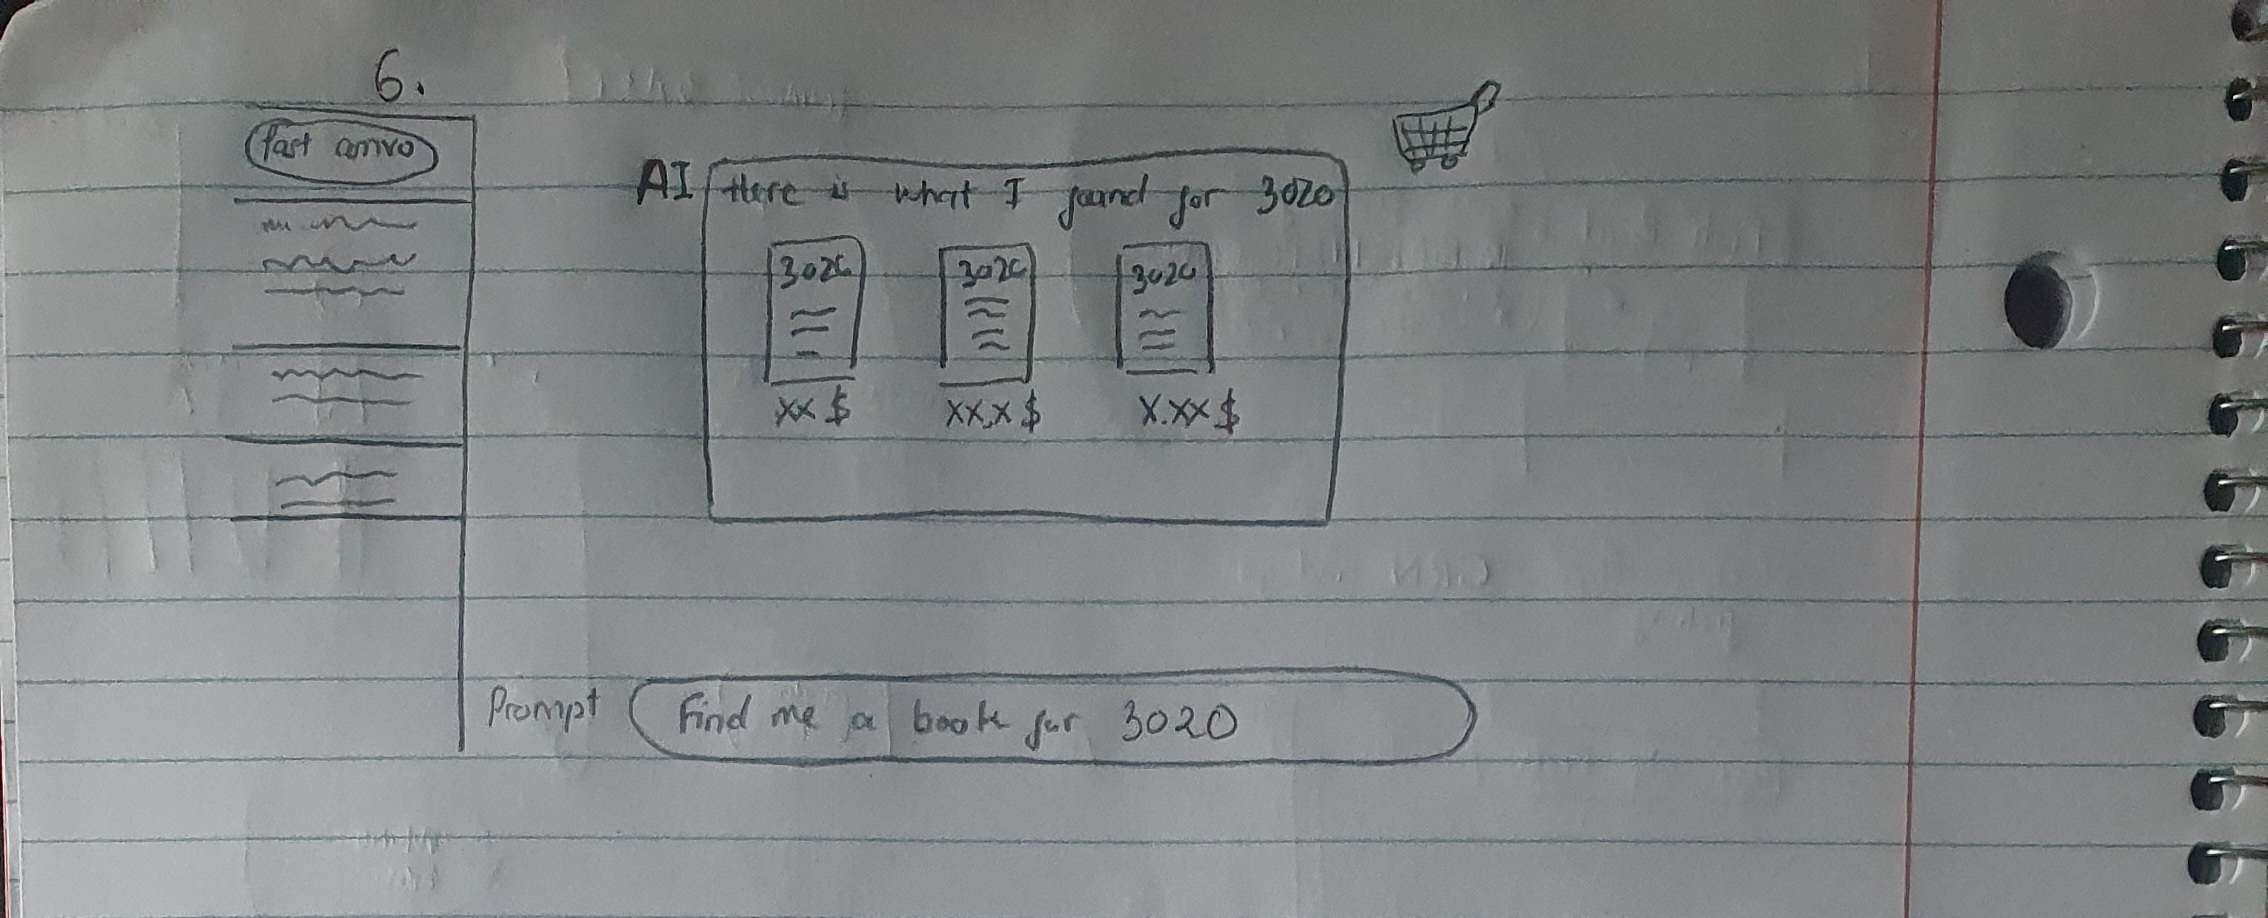 6.
Past convo
AI Here is what I found for 3020
3020 3020 3020
xx $ xx.x $ x.xx $
Prompt Find me a book for 3020